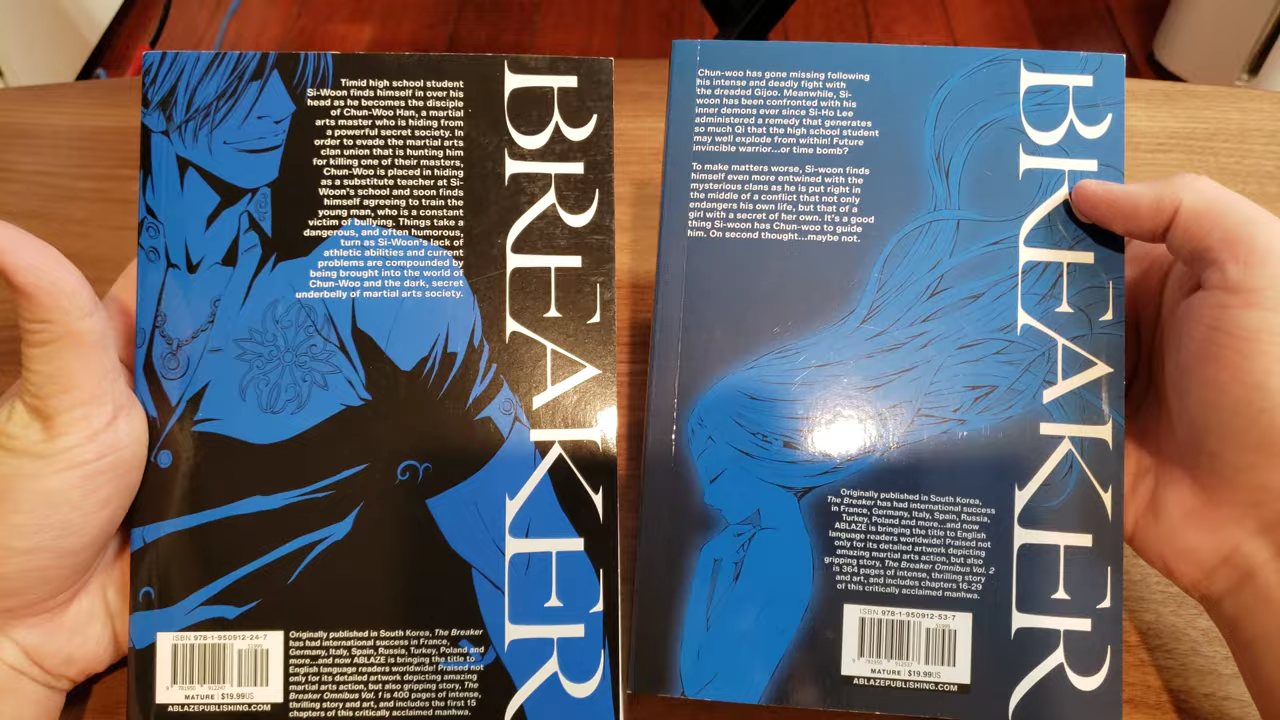 Timid high school student
Si-Woon finds himself in over his
head as he becomes the disciple
of Chun-Woo Han, a martial
arts master who is hiding from
a powerful secret society. In
order to evade the martial arts
clan union that is hunting him
for killing one of their masters,
Chun-Woo is placed in hiding
as a substitute teacher at Si-
Woon's school and soon finds
himself agreeing to train the
young man, who is a constant
victim of bullying. Things take a
dangerous, and often humorous,
turn as Si-Woon's lack of
athletic abilities and current
problems are compounded by
being brought into the world of
Chun-Woo and the dark, secret
underbelly of martial arts society.
BREAKER
ISBN 978-1-950912-24-7
51999
9 781950 912247
MATURE | $19.99US
ABLAZEPUBLISHING.COM
Originally published in South Korea, The Breaker
has had international success in France,
Germany, Italy, Spain, Russia, Turkey, Poland and
more...and now ABLAZE is bringing the title to
English language readers worldwide! Praised not
only for its detailed artwork depicting amazing
martial arts action, but also gripping story, The
Breaker Omnibus Vol. 1 is 400 pages of intense,
thrilling story and art, and includes the first 15
chapters of this critically acclaimed manhwa.
Chun-woo has gone missing following
his intense and deadly fight with
the dreaded Gijoo. Meanwhile, Si-
woon has been confronted with his
inner demons ever since Si-Ho Lee
administered a remedy that generates
so much Qi that the high school student
may well explode from within! Future
invincible warrior...or time bomb?
To make matters worse, Si-woon finds
himself even more entwined with the
mysterious clans as he is put right in
the middle of a conflict that not only
endangers his own life, but that of a
girl with a secret of her own. It's a good
thing Si-woon has Chun-woo to guide
him. On second thought...maybe not.
BREAKER
Originally published in South Korea,
The Breaker has had international success
in France, Germany, Italy, Spain, Russia,
Turkey, Poland and more...and now
ABLAZE is bringing the title to English
language readers worldwide! Praised not
only for its detailed artwork depicting
amazing martial arts action, but also
gripping story, The Breaker Omnibus Vol. 2
is 364 pages of intense, thrilling story
and art, and includes chapters 16-29
of this critically acclaimed manhwa.
ISBN 978-1-950912-53-7
51999
9 781950 912537
MATURE | $19.99US
ABLAZEPUBLISHING.COM